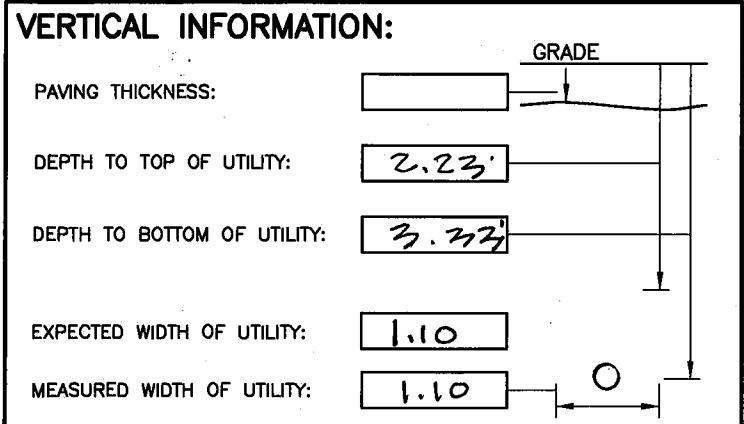 VERTICAL INFORMATION:
GRADE
PAVING THICKNESS:
DEPTH TO TOP OF UTILITY: 2.23'
DEPTH TO BOTTOM OF UTILITY: 3.33'
EXPECTED WIDTH OF UTILITY: 1.10
MEASURED WIDTH OF UTILITY: 1.10